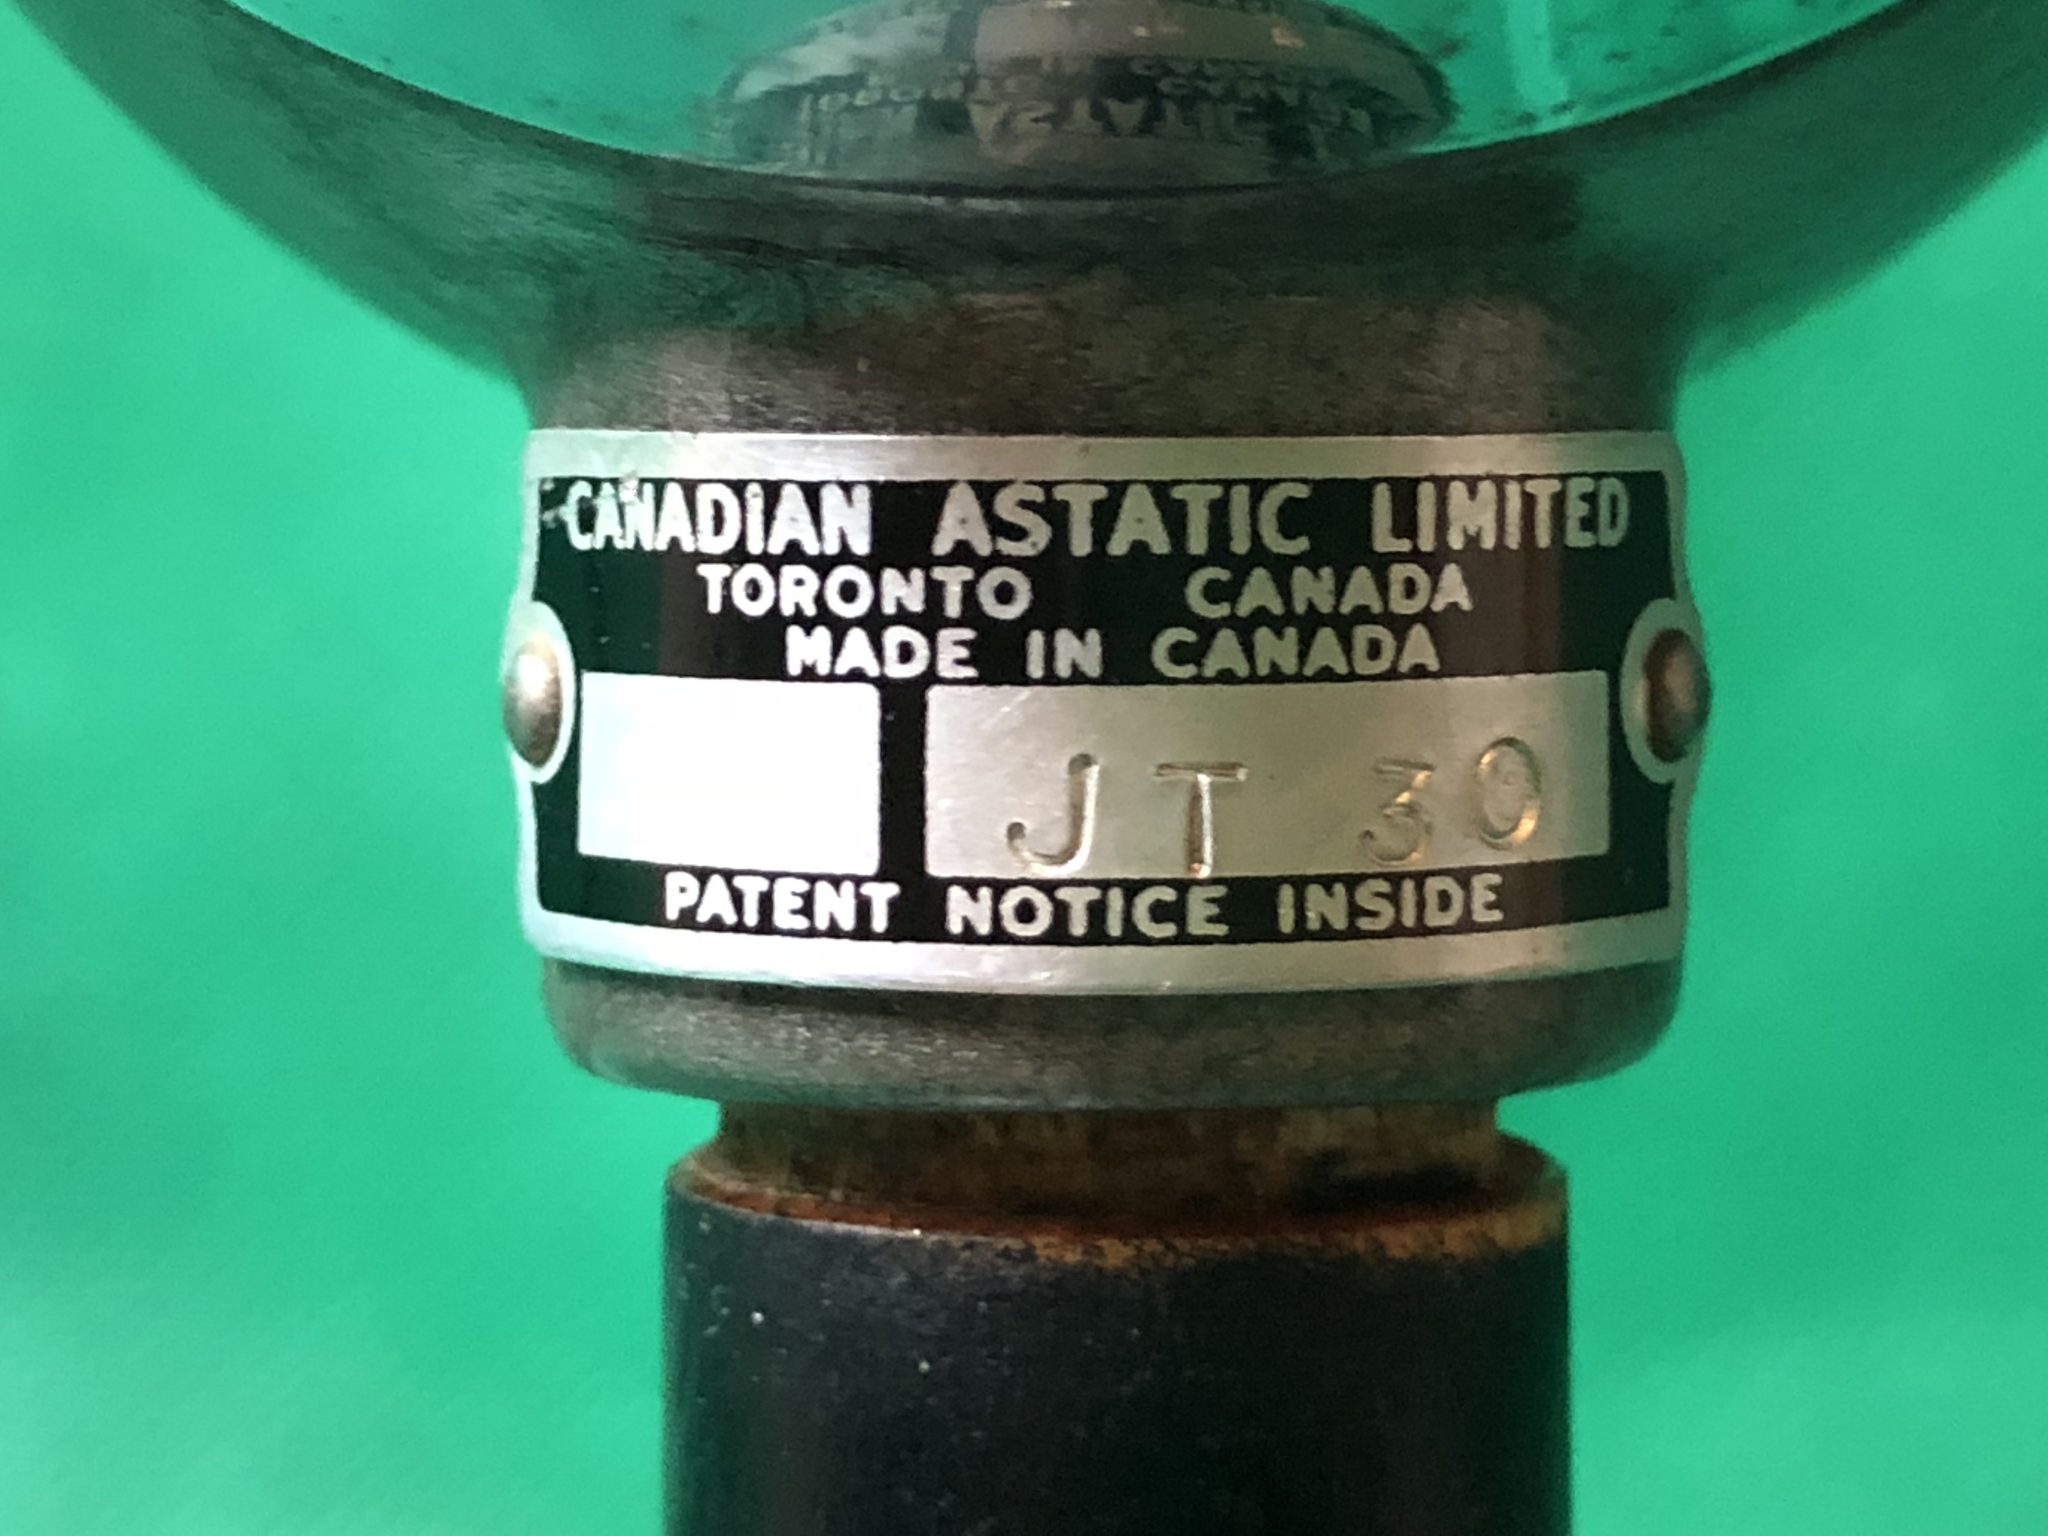 CANADIAN ASTATIC LIMITED
TORONTO CANADA
MADE IN CANADA
JT 30
PATENT NOTICE INSIDE